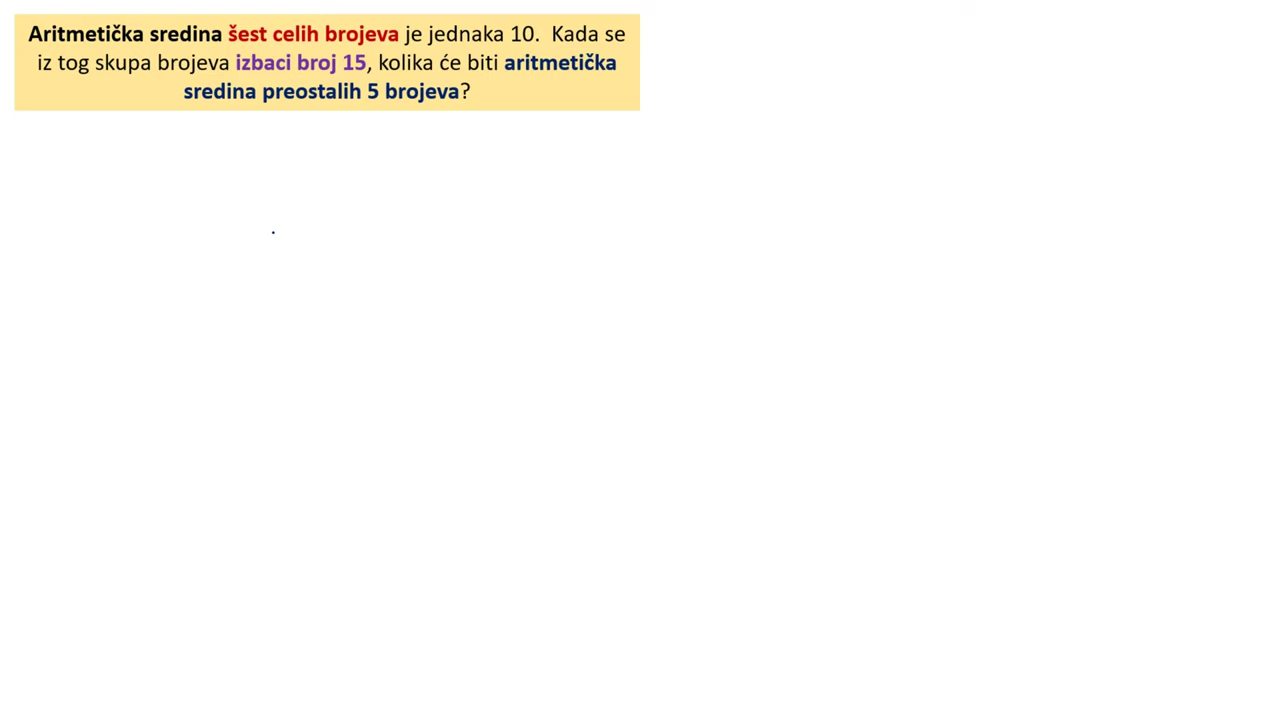 Aritmetička sredina šest celih brojeva je jednaka 10. Kada se
iz tog skupa brojeva izbaci broj 15, kolika će biti aritmetička
sredina preostalih 5 brojeva?